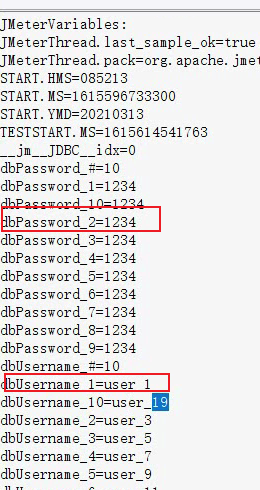 JMeterVariables:
JMeterThread.last_sample_ok=true
JMeterThread.pack=org.apache.jmet
START.HMS=085213
START.MS=1615596733300
START.YMD=20210313
TESTSTART.MS=1615614541763
__jm__JDBC__idx=0
dbPassword_#=10
dbPassword_1=1234
dbPassword_10=1234
dbPassword_2=1234
dbPassword_3=1234
dbPassword_4=1234
dbPassword_5=1234
dbPassword_6=1234
dbPassword_7=1234
dbPassword_8=1234
dbPassword_9=1234
dbUsername_#=10
dbUsername_1=user_1
dbUsername_10=user_19
dbUsername_2=user_3
dbUsername_3=user_5
dbUsername_4=user_7
dbUsername_5=user_9